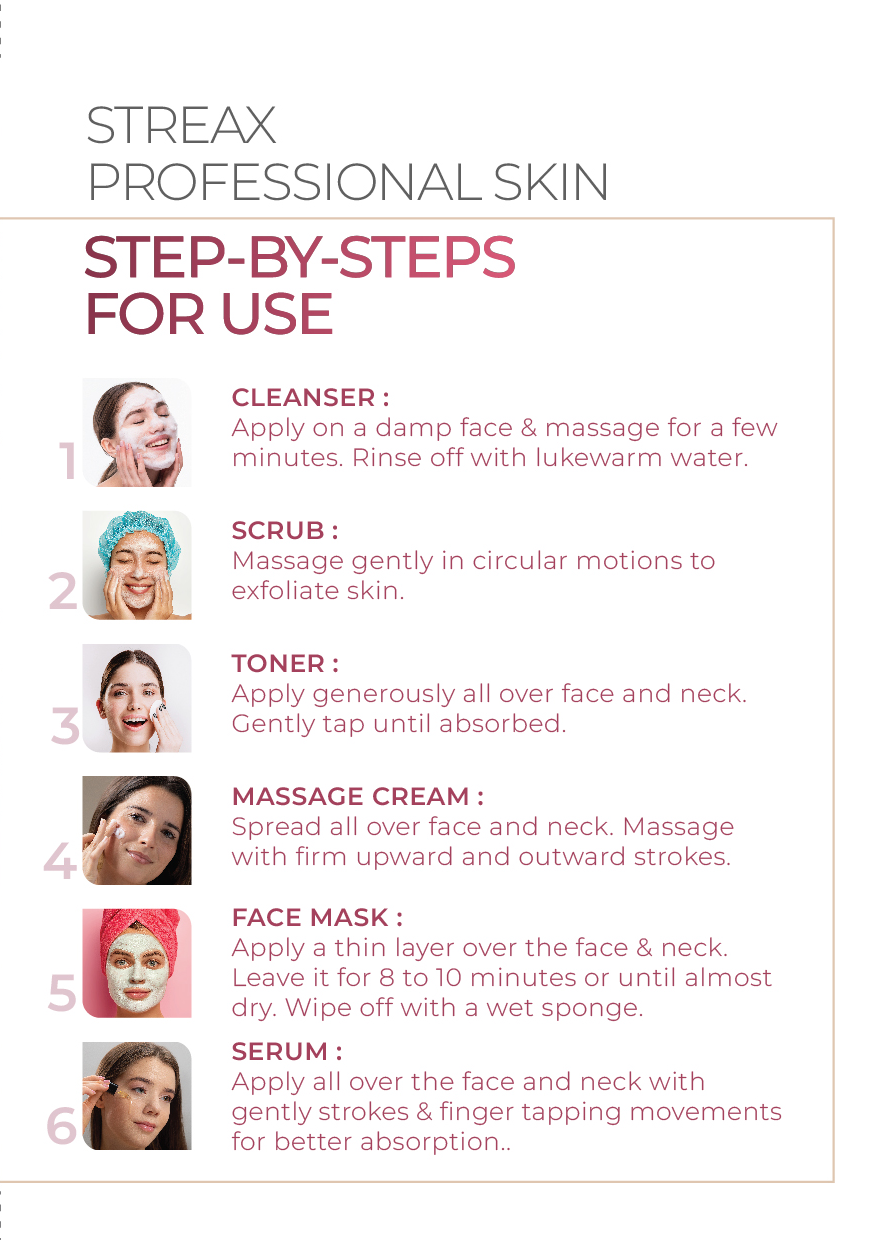 STREAX
PROFESSIONAL SKIN
STEP-BY-STEPS
FOR USE
1
CLEANSER :
Apply on a damp face & massage for a few
minutes. Rinse off with lukewarm water.
2
SCRUB :
Massage gently in circular motions to
exfoliate skin.
3
TONER :
Apply generously all over face and neck.
Gently tap until absorbed.
4
MASSAGE CREAM :
Spread all over face and neck. Massage
with firm upward and outward strokes.
5
FACE MASK :
Apply a thin layer over the face & neck.
Leave it for 8 to 10 minutes or until almost
dry. Wipe off with a wet sponge.
6
SERUM :
Apply all over the face and neck with
gently strokes & finger tapping movements
for better absorption..